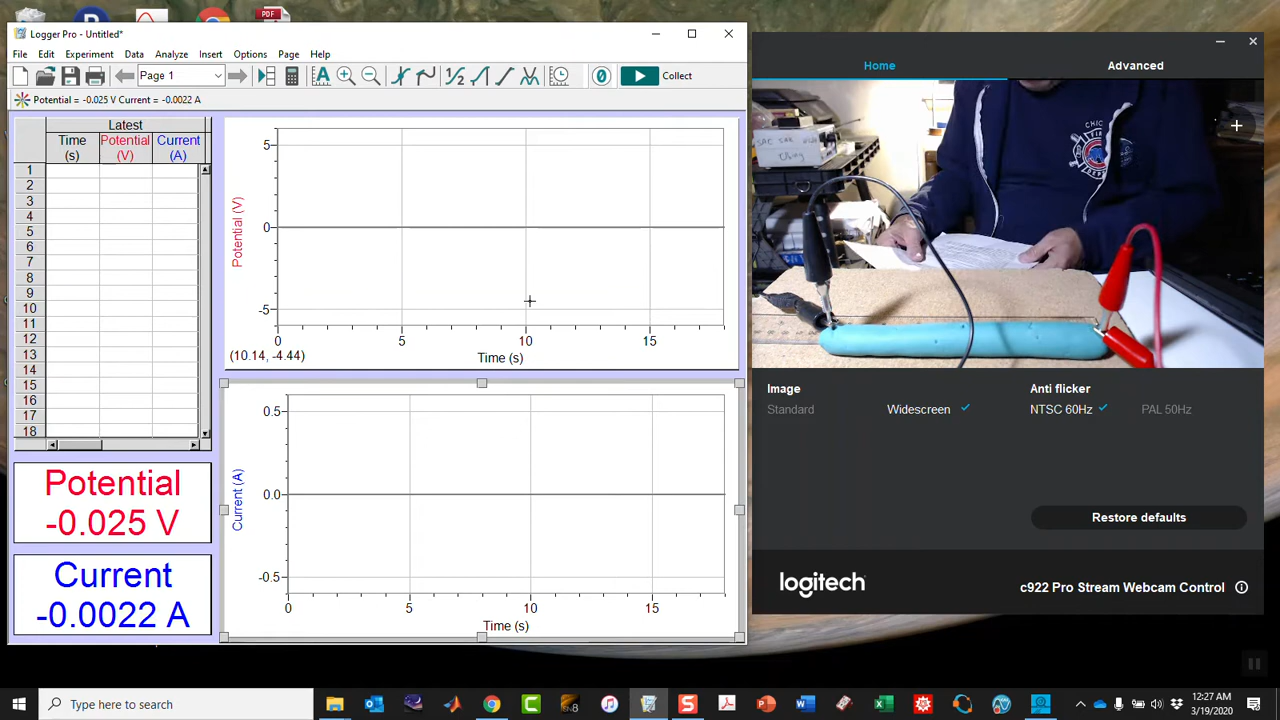 PDF
Logger Pro - Untitled*
File Edit Experiment Data Analyze Insert Options Page Help
Page 1
Collect
Potential = -0.025 V Current = -0.0022 A
Latest
Time Potential Current
(s) (V) (A)
1
2
3
4
5
6
7
8
9
10
11
12
13
14
15
16
17
18
Potential
-0.025 V
Current
-0.0022 A
Potential (V)
5
0
-5
0 5 10 15
(10.14, -4.44)
Time (s)
Current (A)
0.5
0.0
-0.5
0 5 10 15
Time (s)
Home Advanced
CHIC
Image Anti flicker
Standard Widescreen NTSC 60Hz PAL 50Hz
Restore defaults
logitech
c922 Pro Stream Webcam Control
Type here to search
12:27 AM
3/19/2020